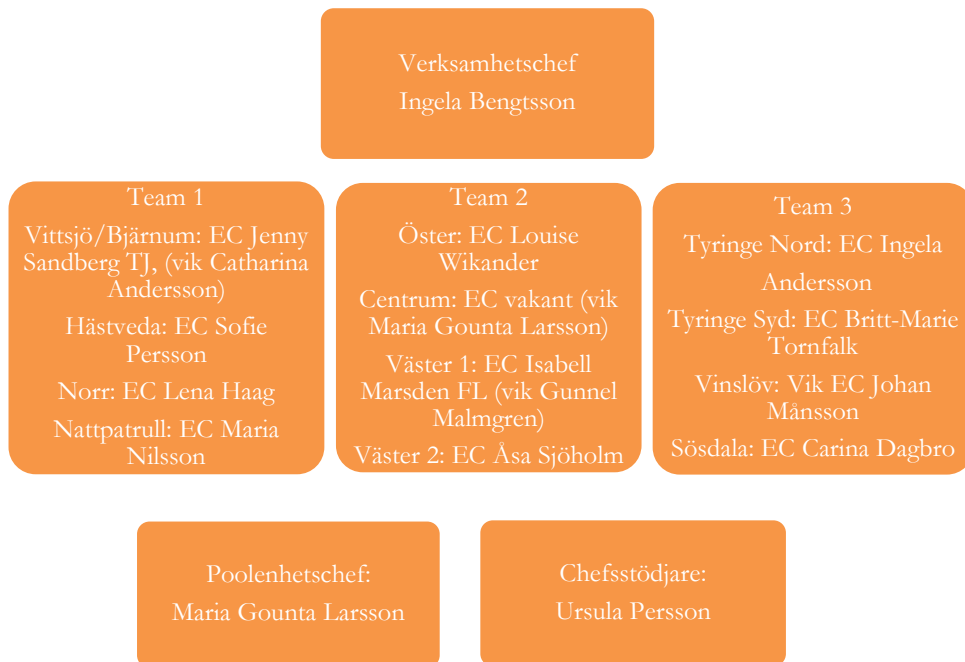 Verksamhetschef
Ingela Bengtsson
Team 1
Vittsjö/Bjärnum: EC Jenny
Sandberg TJ, (vik Catharina
Andersson)
Hästveda: EC Sofie
Persson
Norr: EC Lena Haag
Nattpatrull: EC Maria
Nilsson
Team 2
Öster: EC Louise
Wikander
Centrum: EC vakant (vik
Maria Gounta Larsson)
Väster 1: EC Isabell
Marsden FL (vik Gunnel
Malmgren)
Väster 2: EC Åsa Sjöholm
Team 3
Tyringe Nord: EC Ingela
Andersson
Tyringe Syd: EC Britt-Marie
Tornfalk
Vinslöv: Vik EC Johan
Månsson
Sösdala: EC Carina Dagbro
Poolenhetschef:
Maria Gounta Larsson
Chefsstödjare:
Ursula Persson